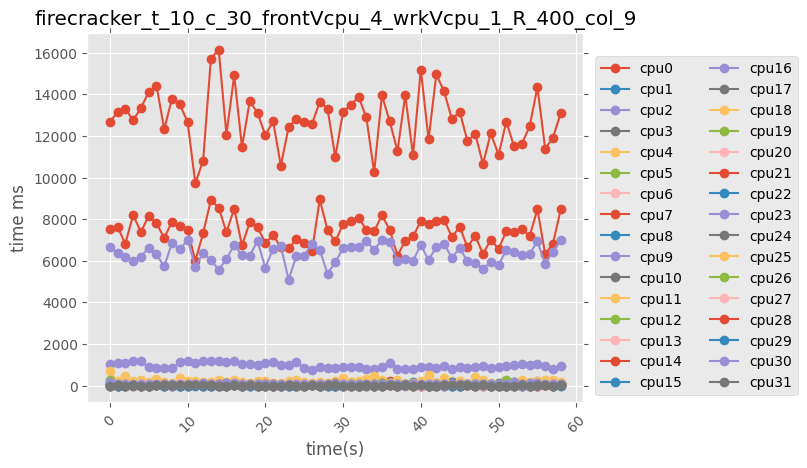 firecracker_t_10_c_30_frontVcpu_4_wrkVcpu_1_R_400_col_9
time ms
16000
14000
12000
10000
8000
6000
4000
2000
0
0
10
20
30
40
50
60
time(s)
cpu0
cpu1
cpu2
cpu3
cpu4
cpu5
cpu6
cpu7
cpu8
cpu9
cpu10
cpu11
cpu12
cpu13
cpu14
cpu15
cpu16
cpu17
cpu18
cpu19
cpu20
cpu21
cpu22
cpu23
cpu24
cpu25
cpu26
cpu27
cpu28
cpu29
cpu30
cpu31